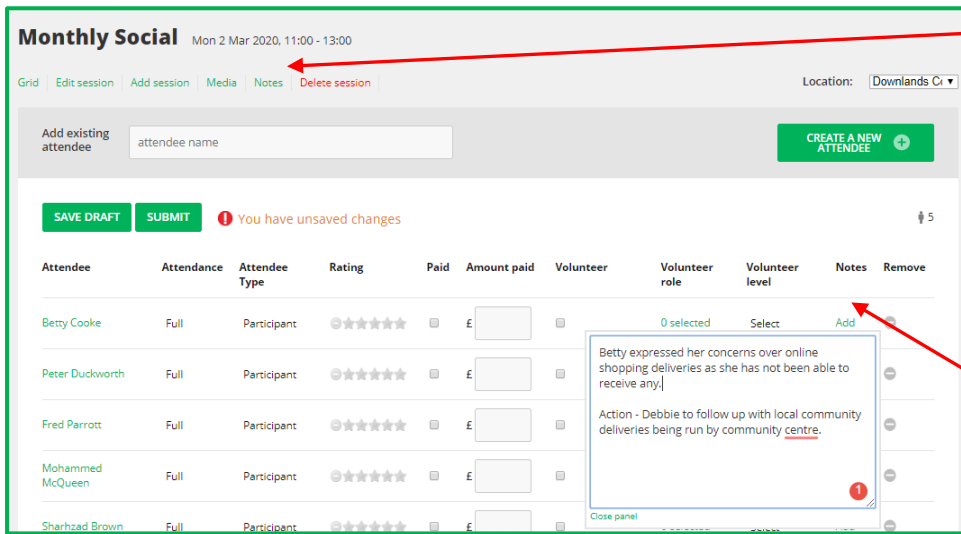 Monthly Social Mon 2 Mar 2020, 11:00 - 13:00
Grid Edit session Add session Media Notes Delete session Location: Downlands C
Add existing
attendee
attendee name
CREATE A NEW
ATTENDEE
SAVE DRAFT SUBMIT You have unsaved changes 5
Attendee Attendance Attendee Type Rating Paid Amount paid Volunteer Volunteer role Volunteer level Notes Remove
Betty Cooke Full Participant £ 0 selected Select Add
Betty expressed her concerns over online
shopping deliveries as she has not been able to
receive any.
Action - Debbie to follow up with local community
deliveries being run by community centre.
1
Close panel
Peter Duckworth Full Participant £
Fred Parrott Full Participant £
Mohammed
McQueen
Full Participant £
Sharhzad Brown Full Participant £